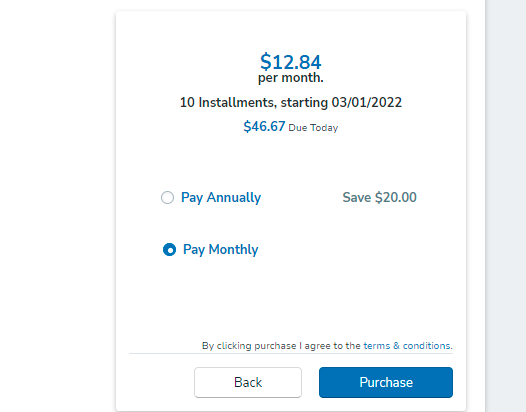 $12.84
per month.
10 Installments, starting 03/01/2022
$46.67 Due Today
Pay Annually Save $20.00
Pay Monthly
By clicking purchase I agree to the terms & conditions.
Back Purchase